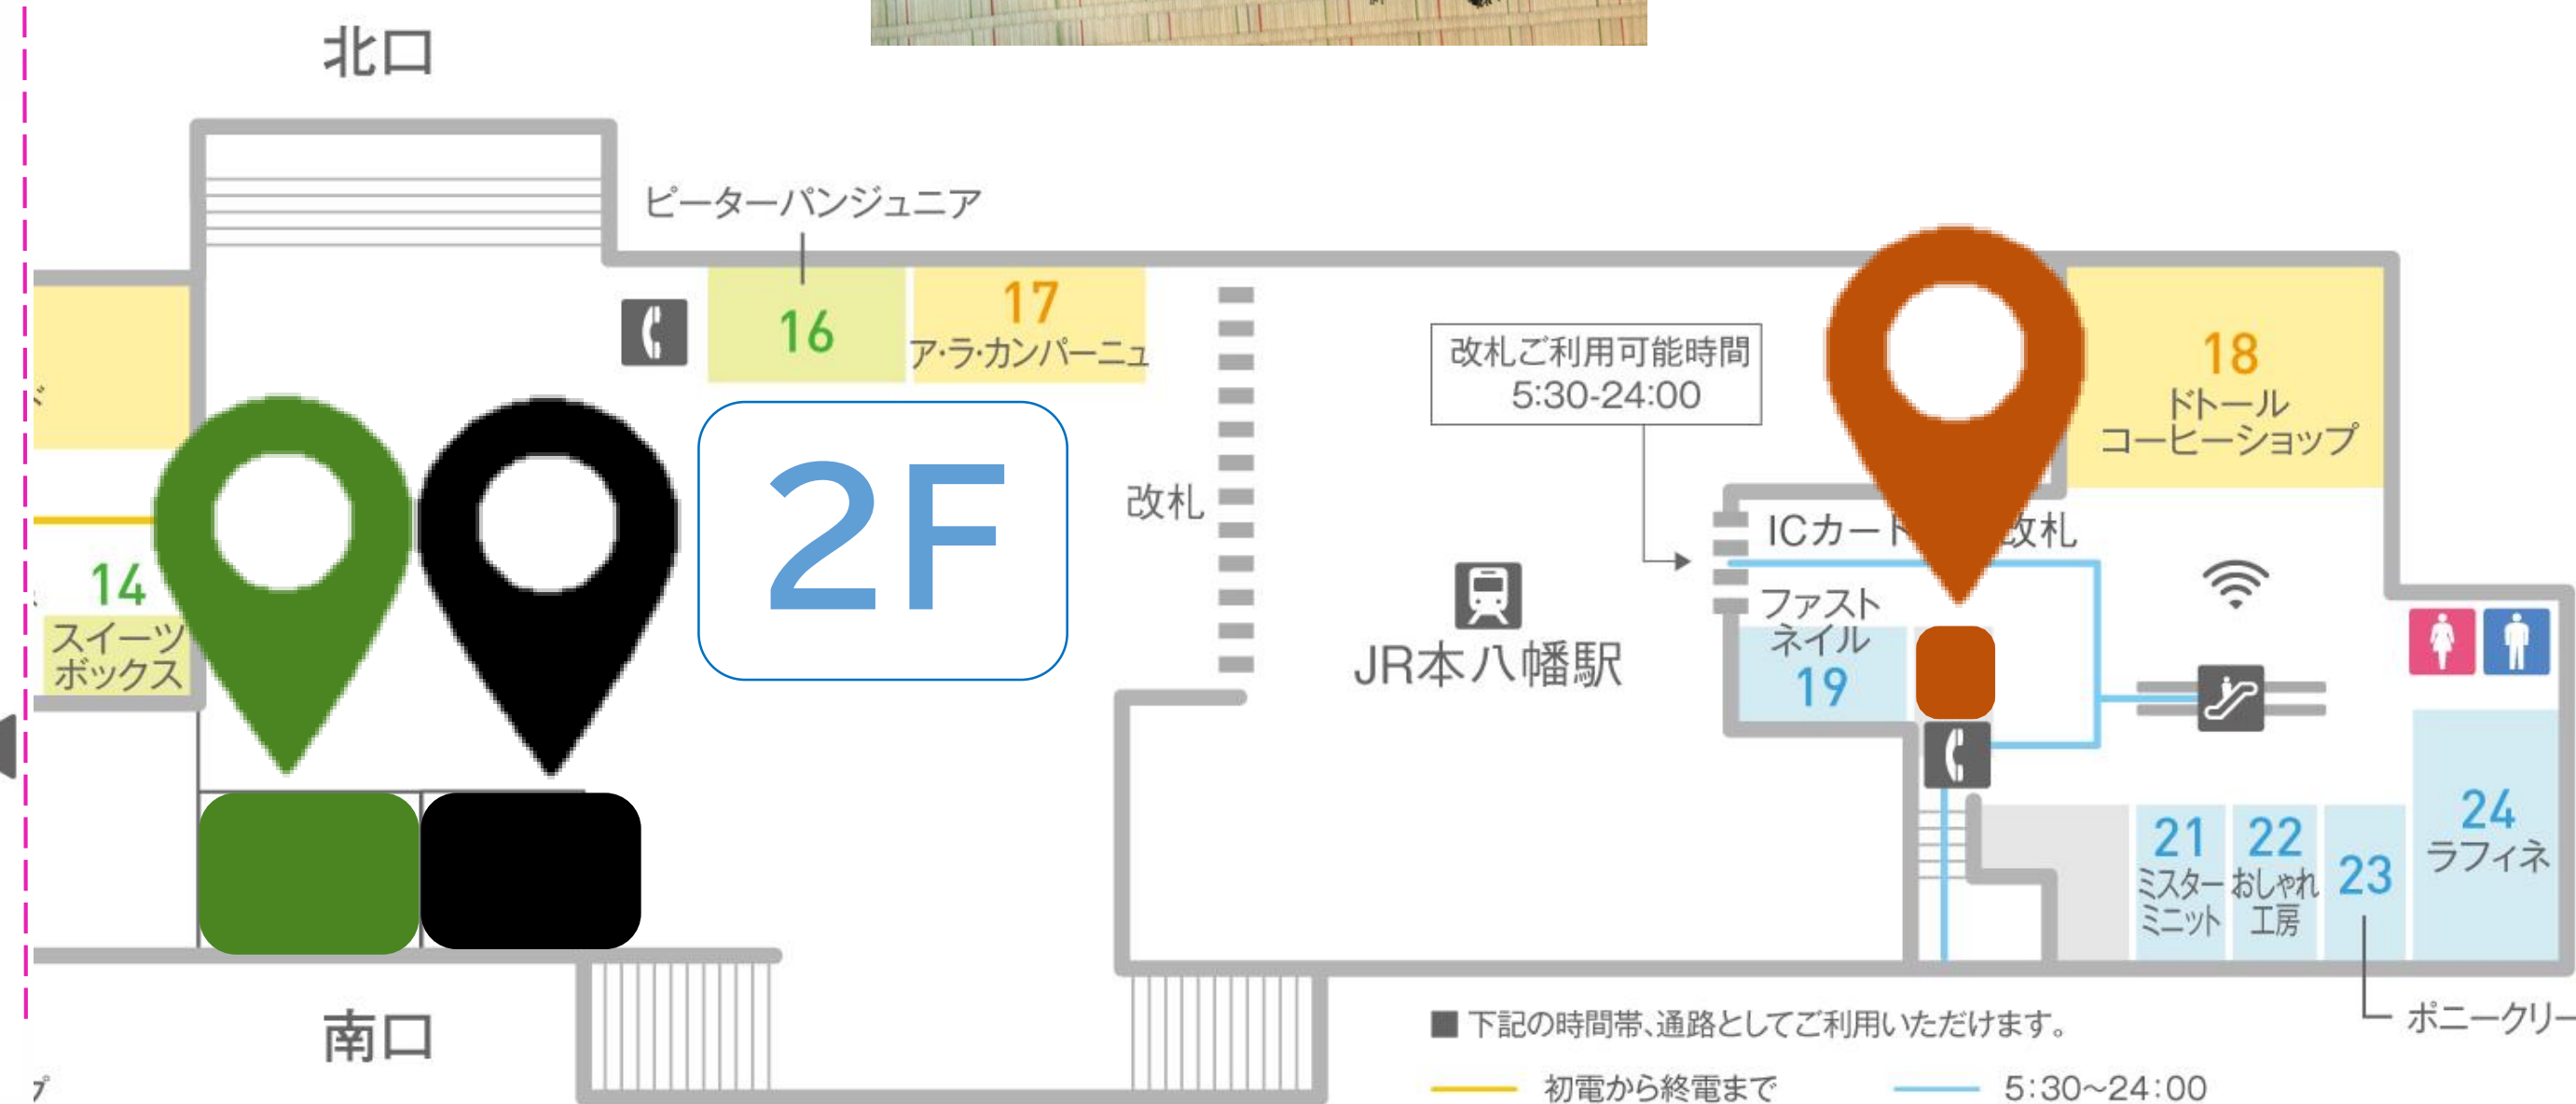 北口
ピーターパンジュニア
16
17
ア・ラ・カンパーニュ
改札ご利用可能時間
5:30-24:00
18
ドトール
コーヒーショップ
2F
改札
ICカード
改札
14
スイーツ
ボックス
JR本八幡駅
ファスト
ネイル
19
21
ミスター
ミニット
22
おしゃれ
工房
23
24
ラフィネ
南口
■ 下記の時間帯、通路としてご利用いただけます。
ポニークリー
初電から終電まで
5:30~24:00
プ